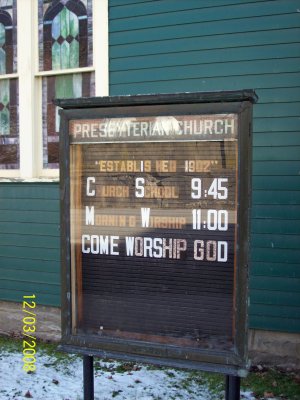 PRESBYTERIAN CHURCH
"ESTABLISHED 1902"
CHURCH SCHOOL 9:45
MORNING WORSHIP 11:00
COME WORSHIP GOD
12/03/2008